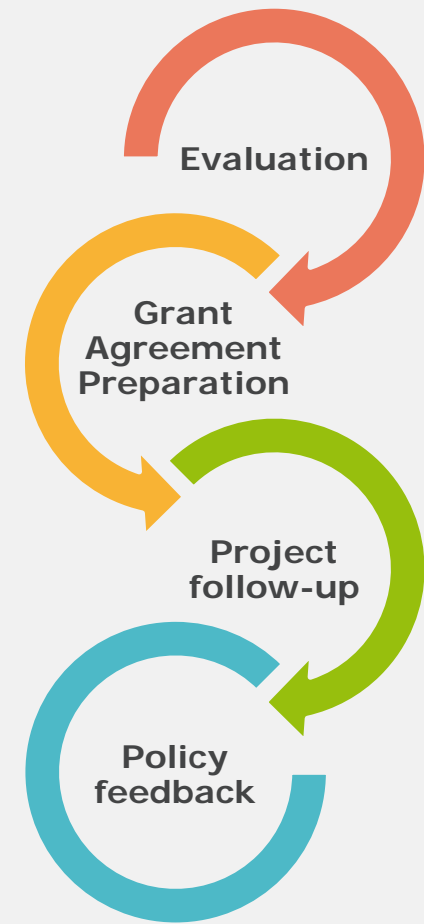 Evaluation
Grant
Agreement
Preparation
Project
follow-up
Policy
feedback